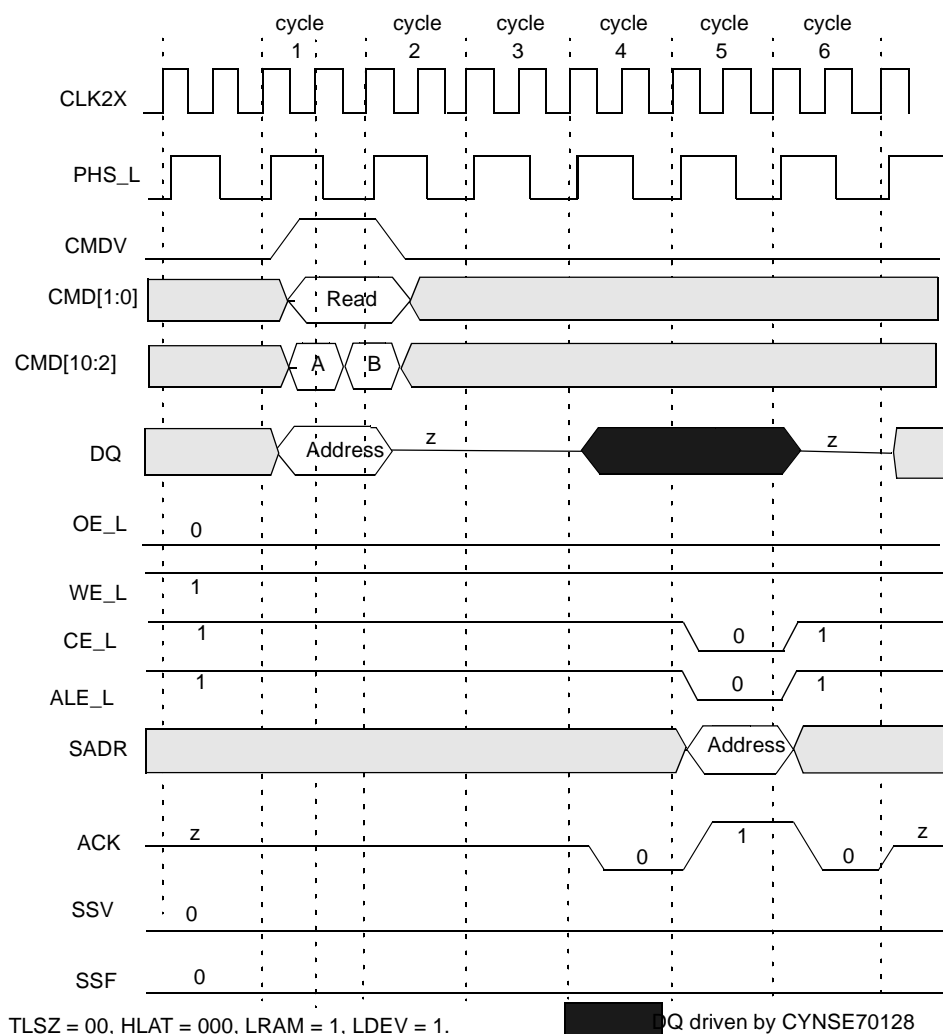 cycle cycle cycle cycle cycle cycle
1 2 3 4 5 6
CLK2X
PHS_L
CMDV
CMD[1:0] Read
CMD[10:2] A B
DQ Address z z
OE_L 0
WE_L 1
CE_L 1 0 1
ALE_L 1 0 1
SADR Address
ACK z 0 1 0 z
SSV 0
SSF 0
TLSZ = 00, HLAT = 000, LRAM = 1, LDEV = 1. DQ driven by CYNSE70128